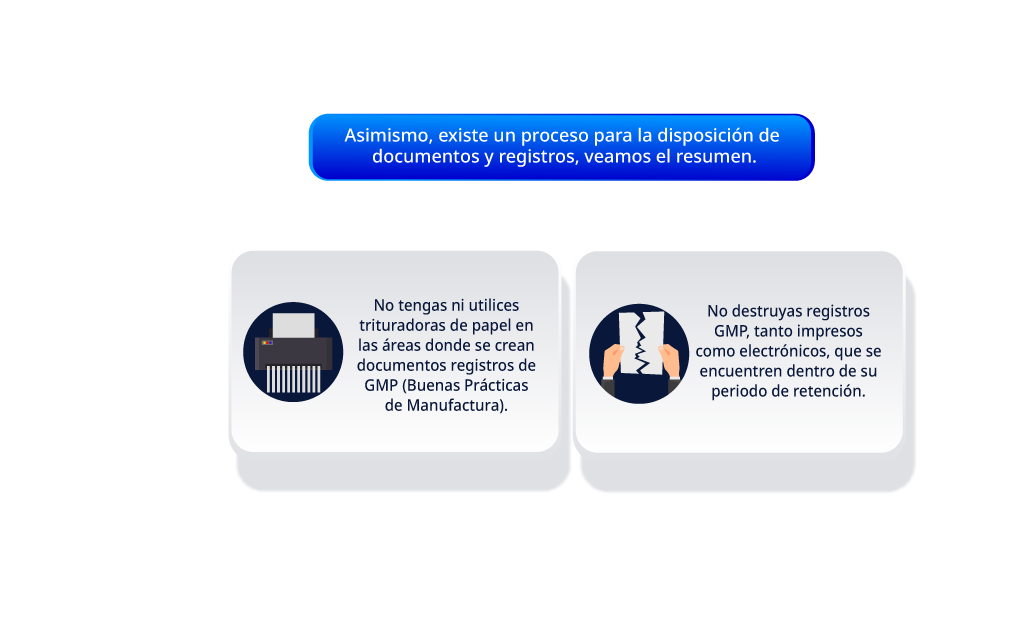 Asimismo, existe un proceso para la disposición de
documentos y registros, veamos el resumen.
No tengas ni utilices
trituradoras de papel en
las áreas donde se crean
documentos registros de
GMP (Buenas Prácticas
de Manufactura).
No destruyas registros
GMP, tanto impresos
como electrónicos, que se
encuentren dentro de su
periodo de retención.